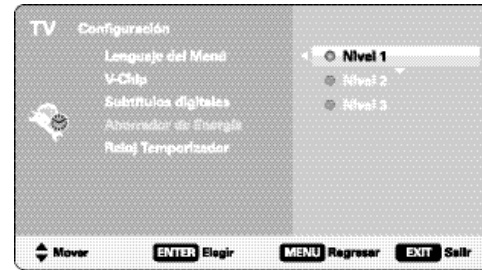 TV Configuración
Lenguaje del Menú
Nivel 1
V-Chip
Nivel 2
Subtítulos digitales
Nivel 3
Ahorrador de Energía
Reloj Temporizador
Mover ENTER Elegir MENU Regresar EXIT Salir